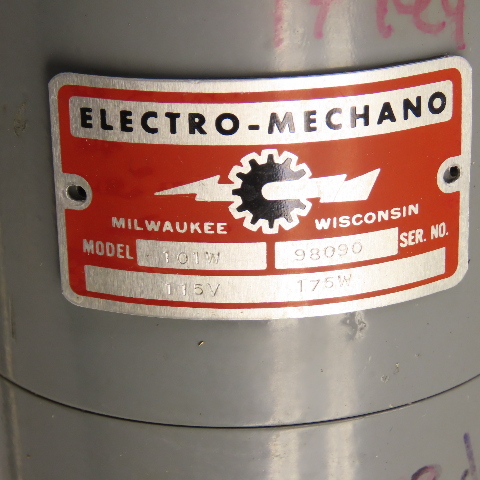 ELECTRO-MECHANO
MILWAUKEE WISCONSIN
MODEL 101W 98090 SER. NO.
115V 175W